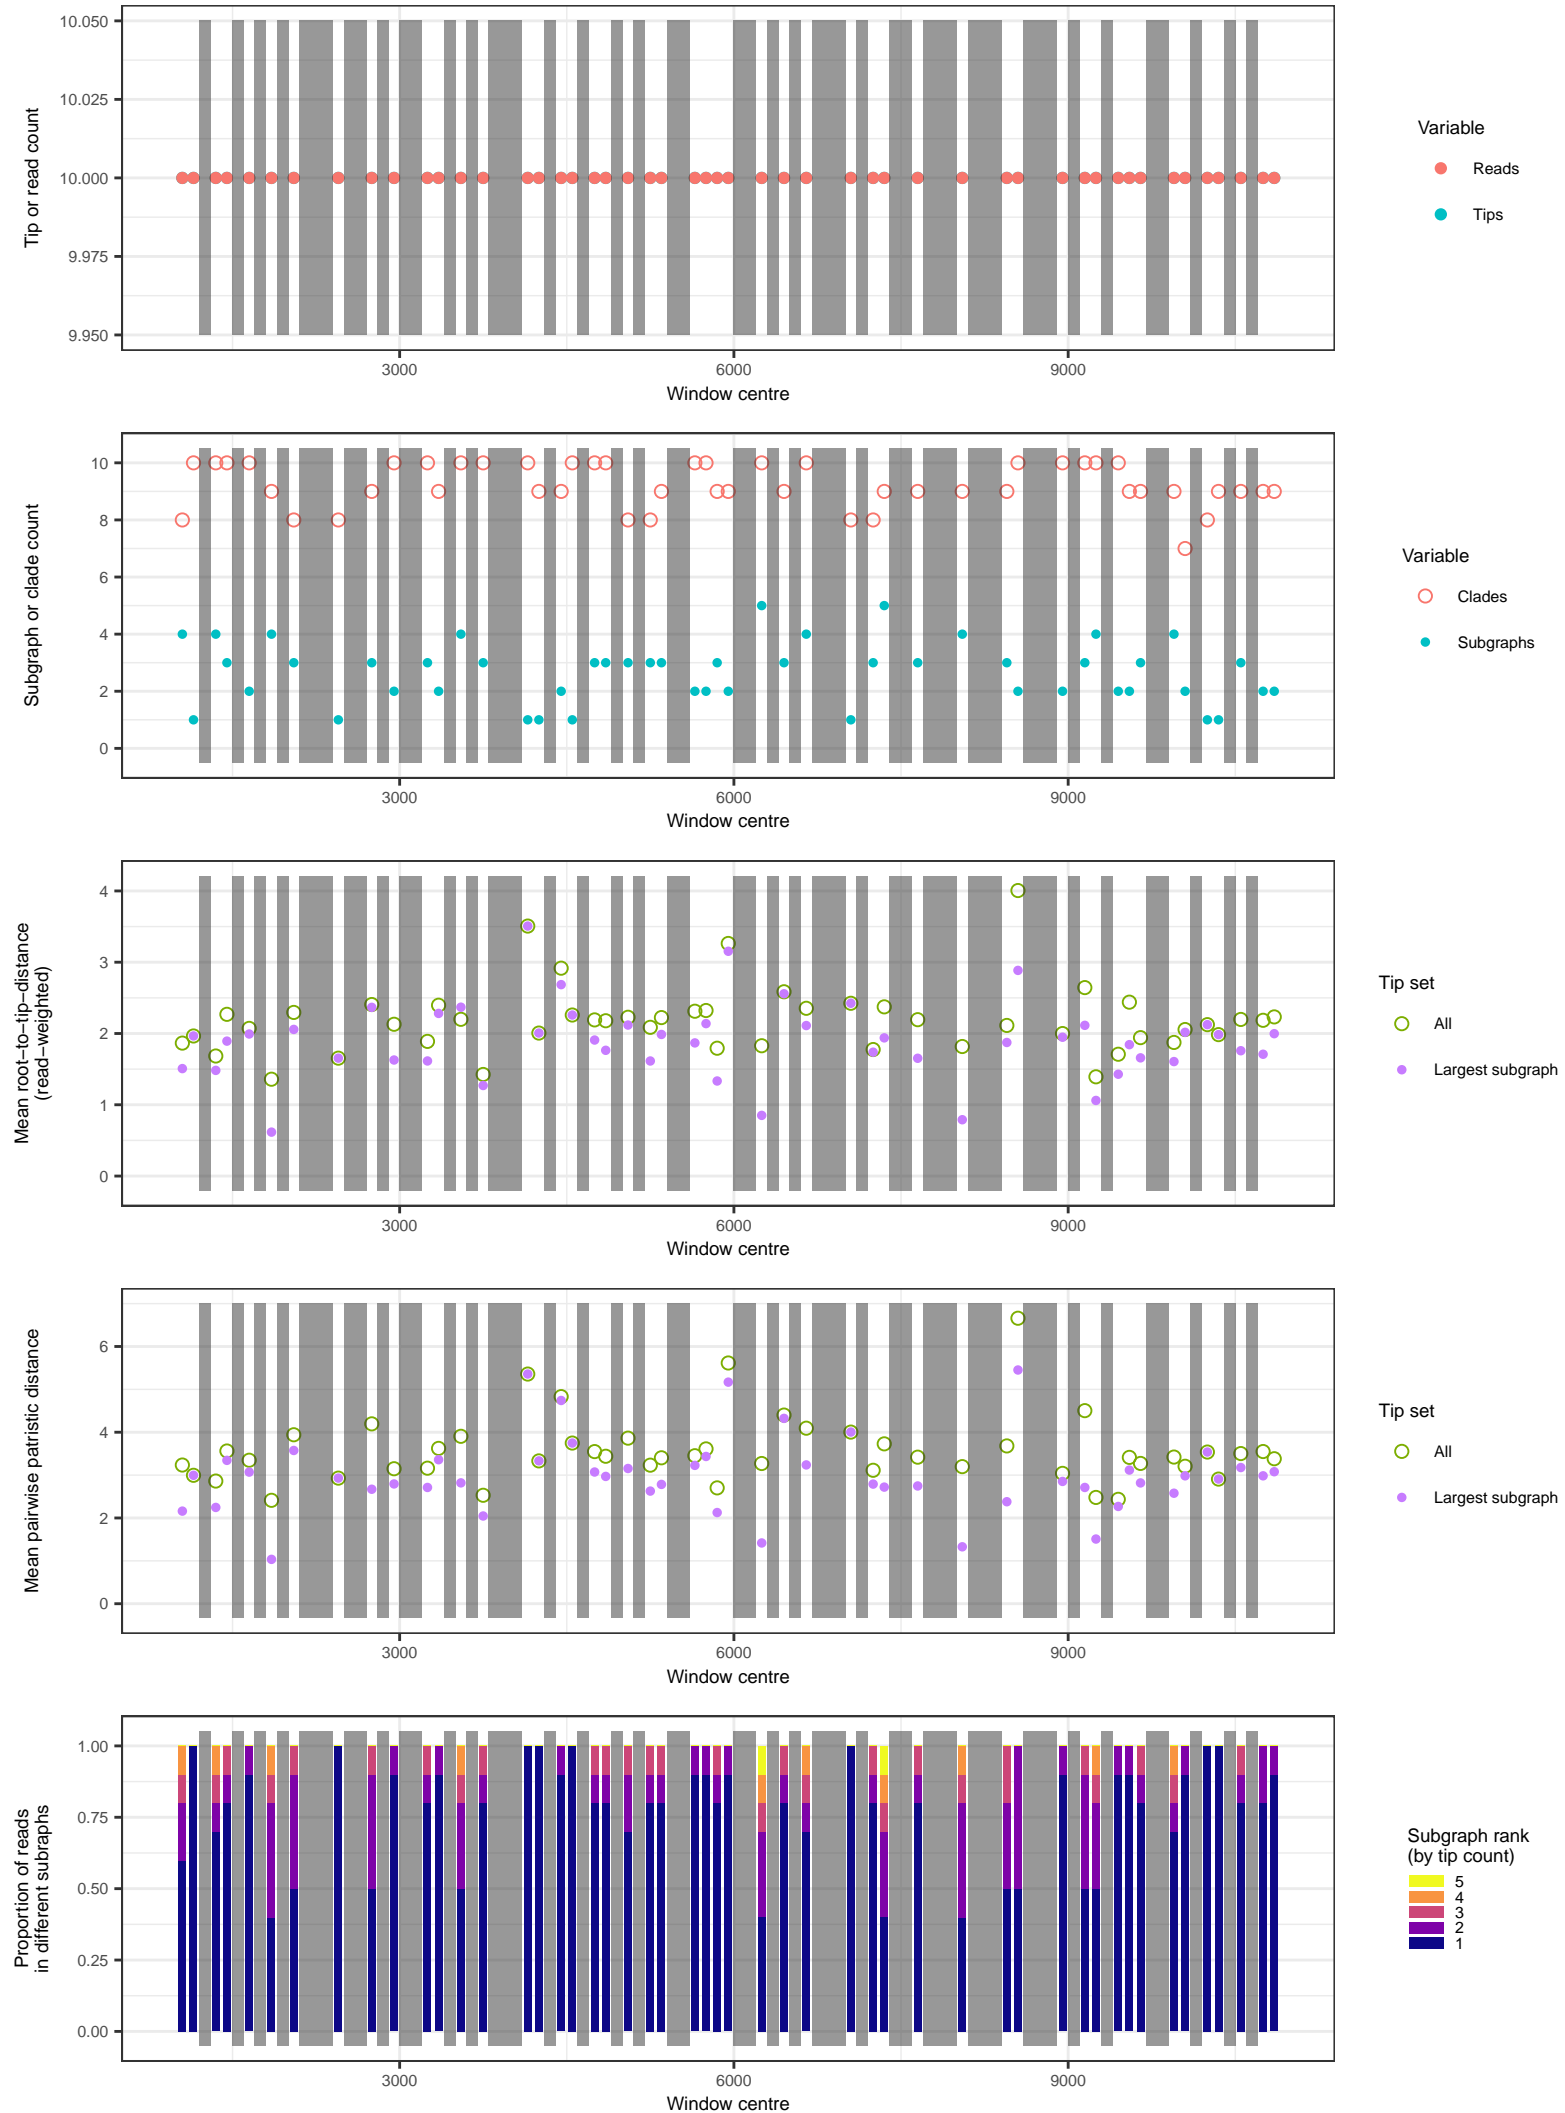 10.050
10.025
10.000
9.975
9.950
Tip or read count
3000 6000 9000
Window centre
Variable
Reads
Tips
10
8
6
4
2
0
Subgraph or clade count
3000 6000 9000
Window centre
Variable
Clades
Subgraphs
4
3
2
1
0
Mean root−to−tip−distance
(read−weighted)
3000 6000 9000
Window centre
Tip set
All
Largest subgraph
6
4
2
0
Mean pairwise patristic distance
3000 6000 9000
Window centre
Tip set
All
Largest subgraph
1.00
0.75
0.50
0.25
0.00
Proportion of reads
in different subraphs
3000 6000 9000
Window centre
Subgraph rank
(by tip count)
5
4
3
2
1